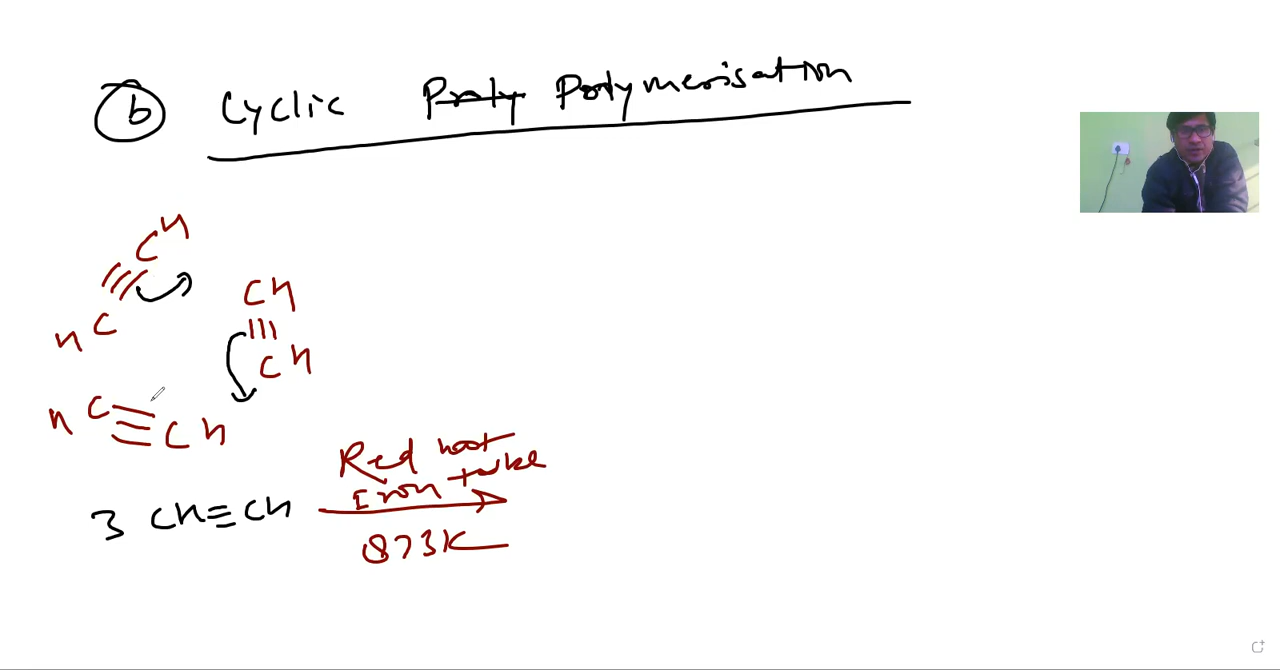 b Cyclic Poly Polymerisation
CH
≡
HC
CH
|||
CH
HC≡CH
3 CH≡CH
Red hot
Iron tube
873K